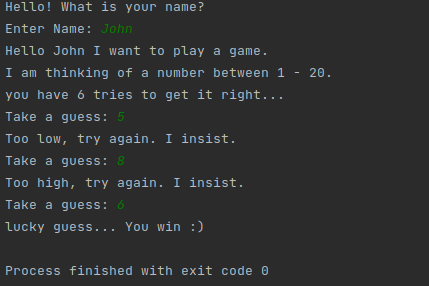 Hello! What is your name?
Enter Name: John
Hello John I want to play a game.
I am thinking of a number between 1 - 20.
you have 6 tries to get it right...
Take a guess: 5
Too low, try again. I insist.
Take a guess: 8
Too high, try again. I insist.
Take a guess: 6
lucky guess... You win :)
Process finished with exit code 0